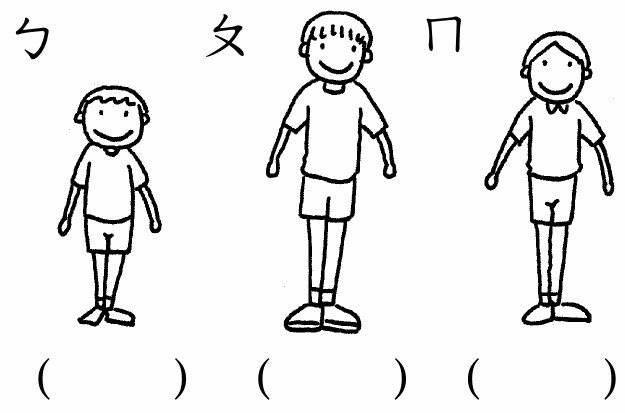 ㄅ ㄆ ㄇ
( ) ( ) ( )